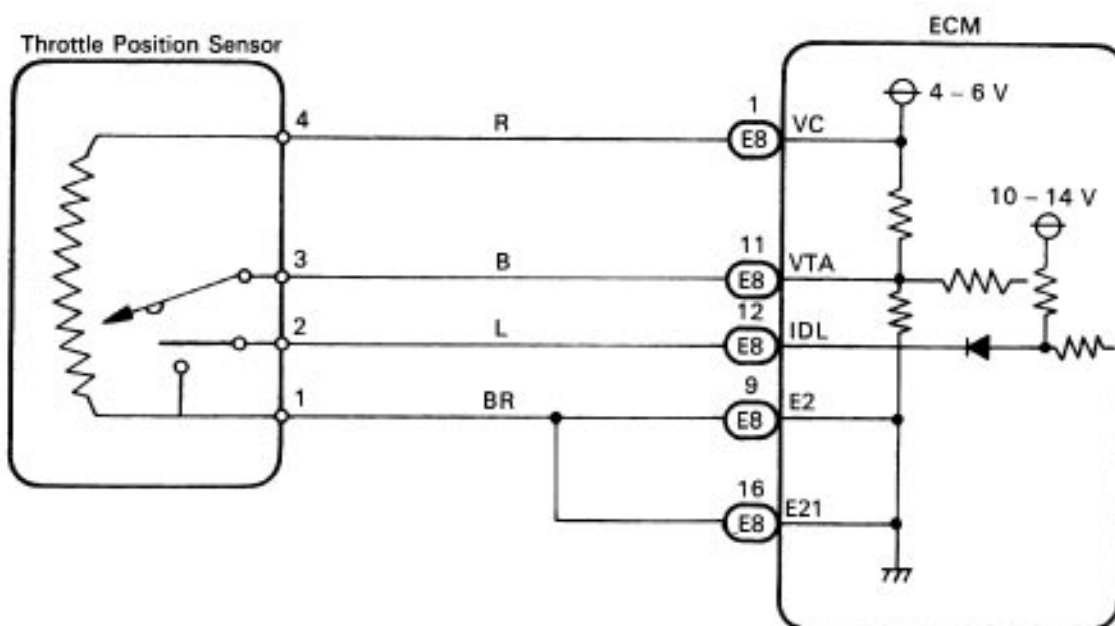 ECM
Throttle Position Sensor
4 – 6 V
4 R 1 E8 VC
10 – 14 V
3 B 11 E8 VTA
2 L 12 E8 IDL
1 BR 9 E8 E2
16 E8 E21